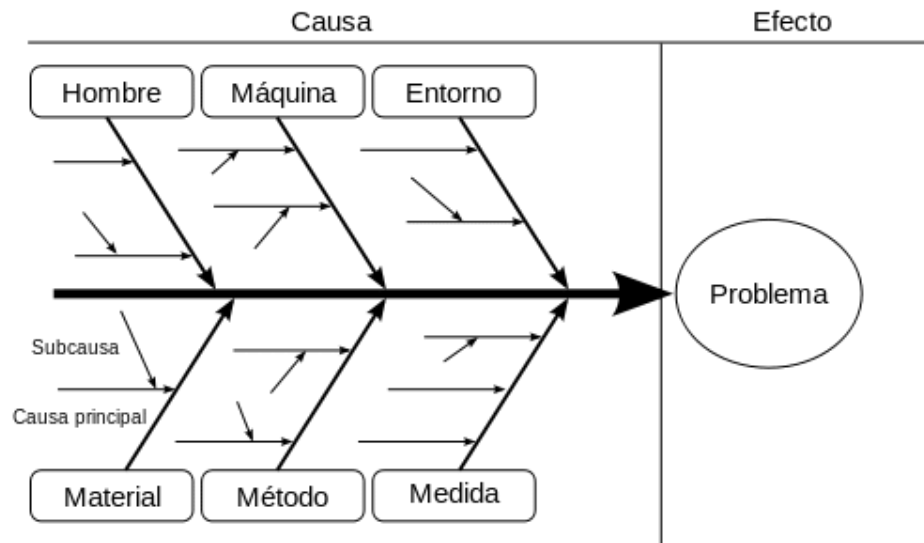 Causa
Efecto
Hombre
Máquina
Entorno
Problema
Subcausa
Causa principal
Material
Método
Medida